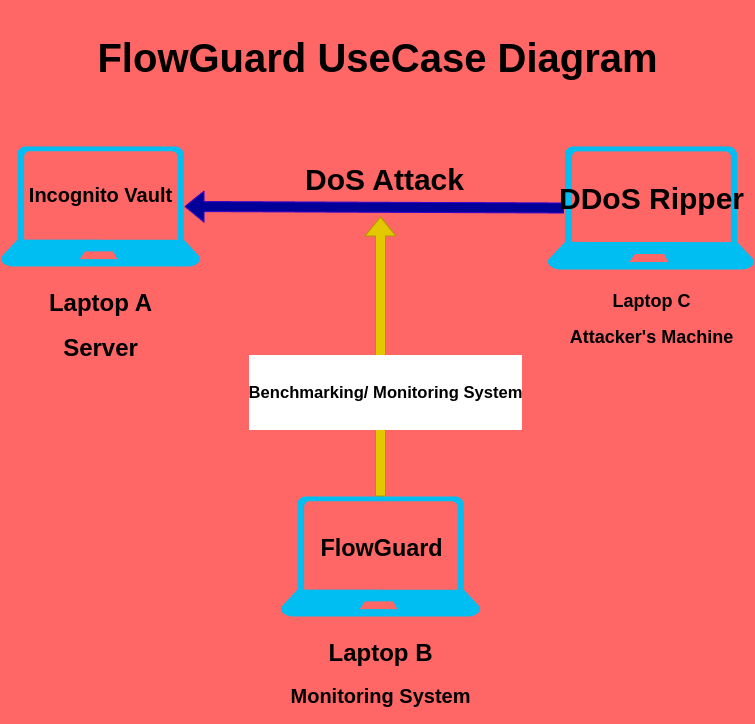 FlowGuard UseCase Diagram
DoS Attack
Incognito Vault
DDoS Ripper
Laptop A
Server
Laptop C
Attacker's Machine
Benchmarking/ Monitoring System
FlowGuard
Laptop B
Monitoring System